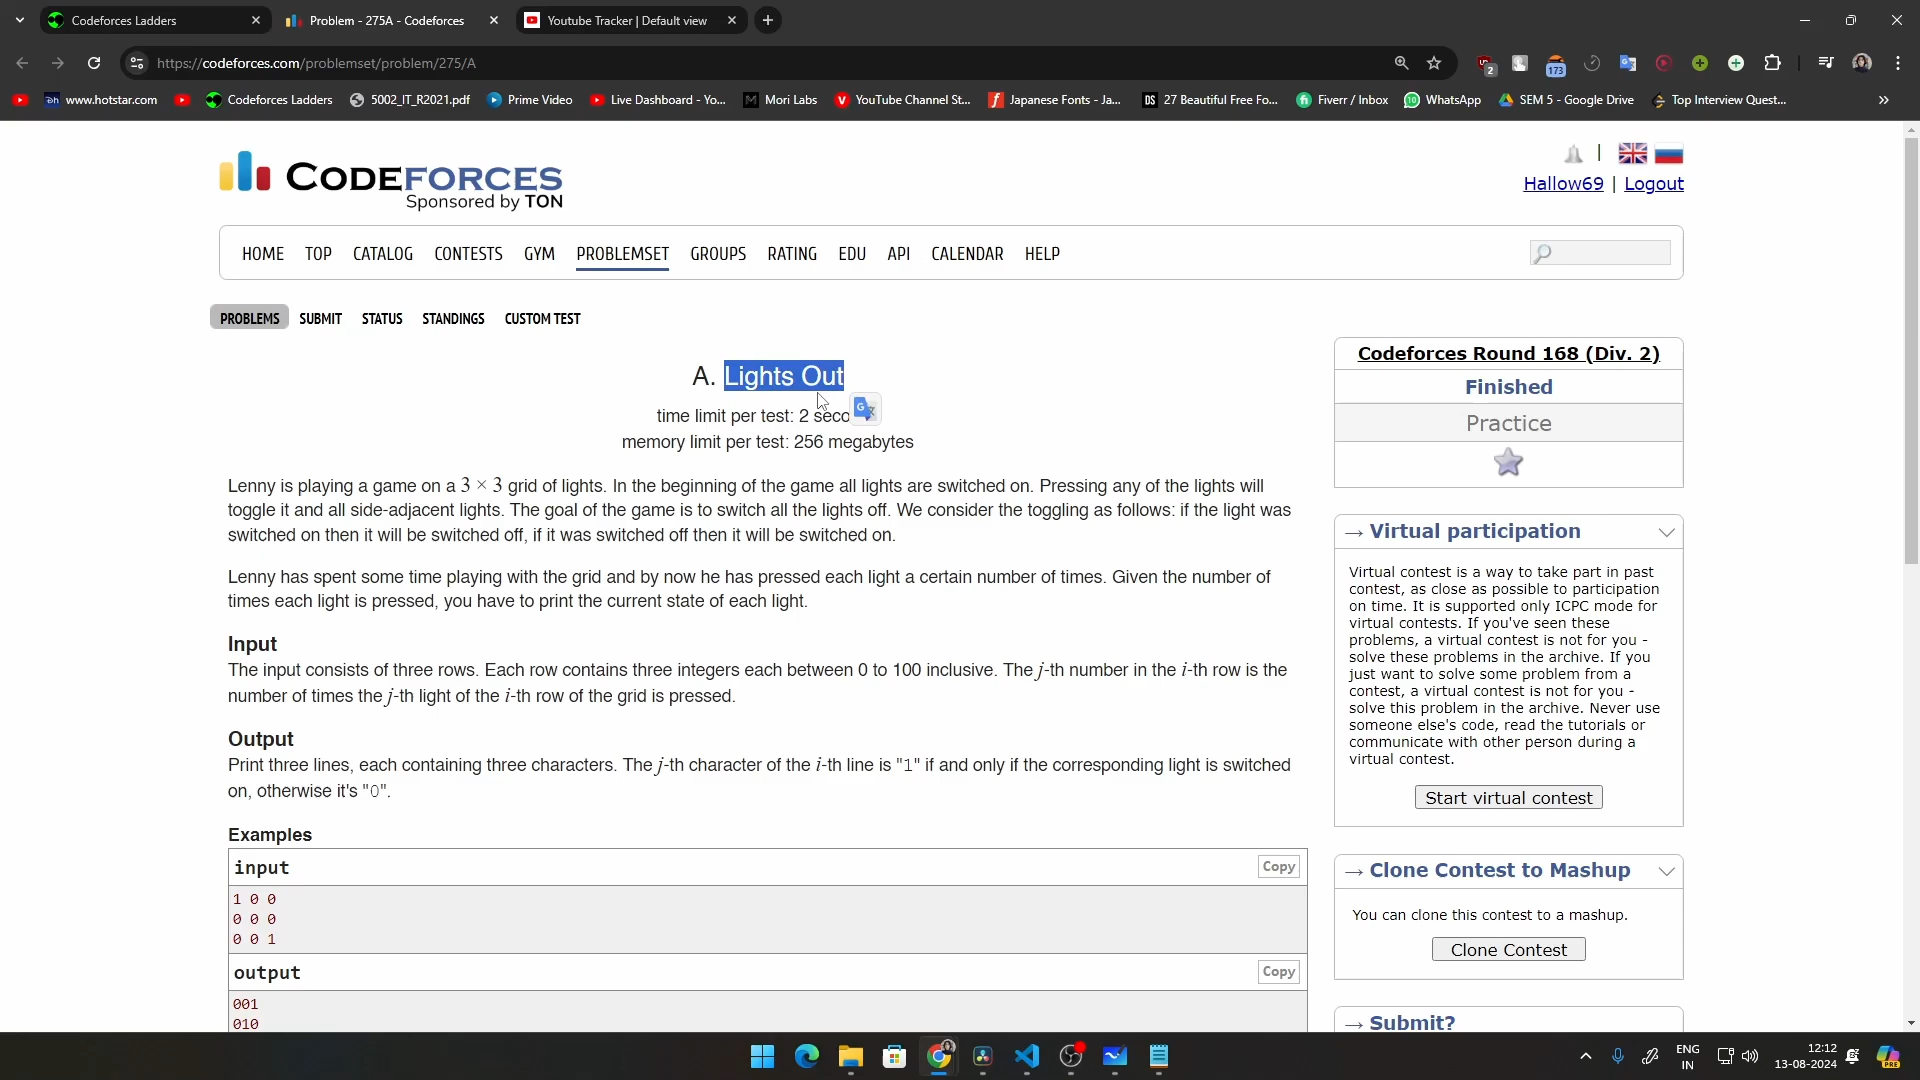 Codeforces Ladders
Problem - 275A - Codeforces
Youtube Tracker | Default view
https://codeforces.com/problemset/problem/275/A
2
173
www.hotstar.com
Codeforces Ladders
5002_IT_R2021.pdf
Prime Video
Live Dashboard - Yo...
Mori Labs
YouTube Channel St...
Japanese Fonts - Ja...
27 Beautiful Free Fo...
Fiverr / Inbox
WhatsApp
SEM 5 - Google Drive
Top Interview Quest...
CODEFORCES
Sponsored by TON
Hallow69 | Logout
HOME TOP CATALOG CONTESTS GYM PROBLEMSET GROUPS RATING EDU API CALENDAR HELP
PROBLEMS SUBMIT STATUS STANDINGS CUSTOM TEST
A. Lights Out
time limit per test: 2 seco
memory limit per test: 256 megabytes
Lenny is playing a game on a 3 × 3 grid of lights. In the beginning of the game all lights are switched on. Pressing any of the lights will
toggle it and all side-adjacent lights. The goal of the game is to switch all the lights off. We consider the toggling as follows: if the light was
switched on then it will be switched off, if it was switched off then it will be switched on.
Lenny has spent some time playing with the grid and by now he has pressed each light a certain number of times. Given the number of
times each light is pressed, you have to print the current state of each light.
Input
The input consists of three rows. Each row contains three integers each between 0 to 100 inclusive. The j-th number in the i-th row is the
number of times the j-th light of the i-th row of the grid is pressed.
Output
Print three lines, each containing three characters. The j-th character of the i-th line is "1" if and only if the corresponding light is switched
on, otherwise it's "0".
Examples
input
Copy
1 0 0
0 0 0
0 0 1
output
Copy
001
010
Codeforces Round 168 (Div. 2)
Finished
Practice
→ Virtual participation
Virtual contest is a way to take part in past
contest, as close as possible to participation
on time. It is supported only ICPC mode for
virtual contests. If you've seen these
problems, a virtual contest is not for you -
solve these problems in the archive. If you
just want to solve some problem from a
contest, a virtual contest is not for you -
solve this problem in the archive. Never use
someone else's code, read the tutorials or
communicate with other person during a
virtual contest.
Start virtual contest
→ Clone Contest to Mashup
You can clone this contest to a mashup.
Clone Contest
→ Submit?
ENG
IN
12:12
13-08-2024